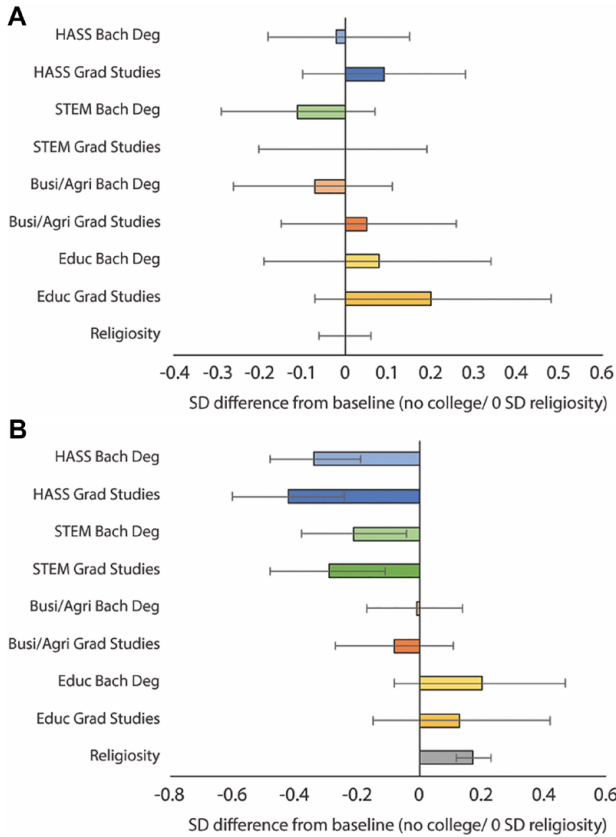 A
HASS Bach Deg
HASS Grad Studies
STEM Bach Deg
STEM Grad Studies
Busi/Agri Bach Deg
Busi/Agri Grad Studies
Educ Bach Deg
Educ Grad Studies
Religiosity
-0.4 -0.3 -0.2 -0.1 0 0.1 0.2 0.3 0.4 0.5 0.6
SD difference from baseline (no college/ 0 SD religiosity)
B
HASS Bach Deg
HASS Grad Studies
STEM Bach Deg
STEM Grad Studies
Busi/Agri Bach Deg
Busi/Agri Grad Studies
Educ Bach Deg
Educ Grad Studies
Religiosity
-0.8 -0.6 -0.4 -0.2 0 0.2 0.4 0.6
SD difference from baseline (no college/ 0 SD religiosity)